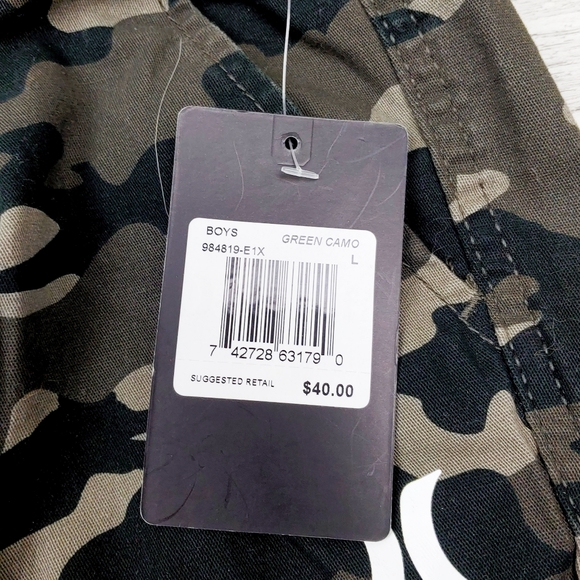 BOYS GREEN CAMO
984819-E1X L
7 42728 63179 0
SUGGESTED RETAIL $40.00